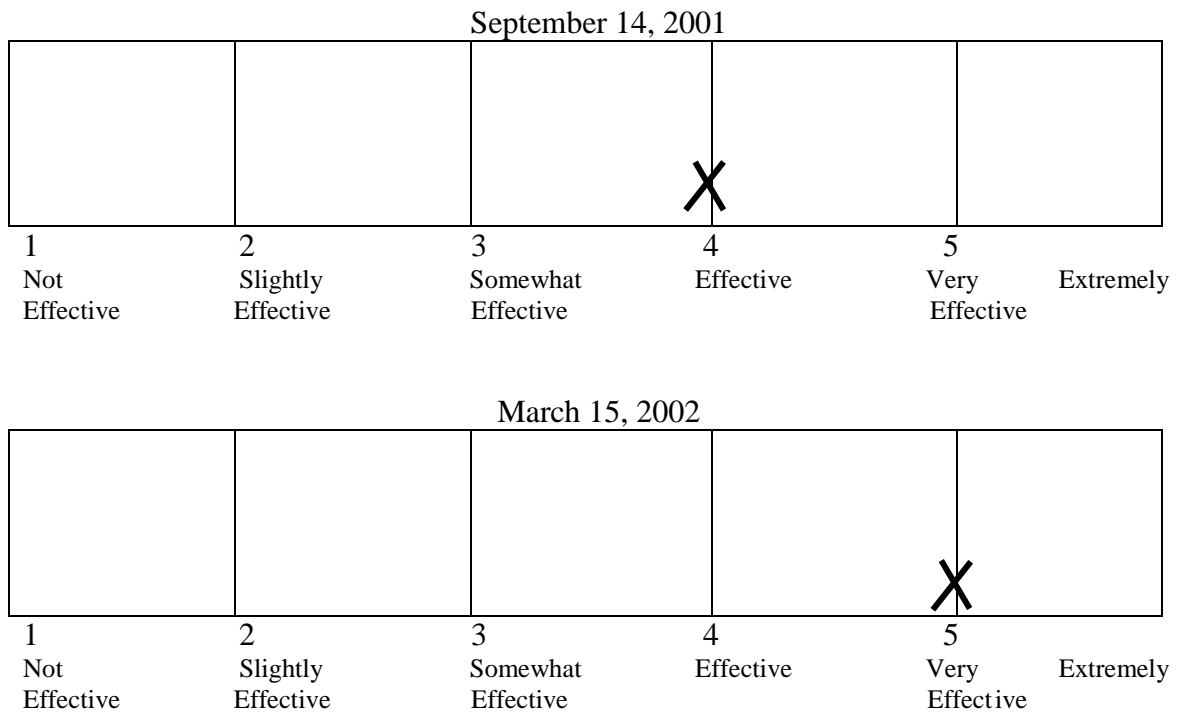 September 14, 2001
1 2 3 4 5
Not Slightly Somewhat Effective Very Extremely
Effective Effective Effective Effective
March 15, 2002
1 2 3 4 5
Not Slightly Somewhat Effective Very Extremely
Effective Effective Effective Effective